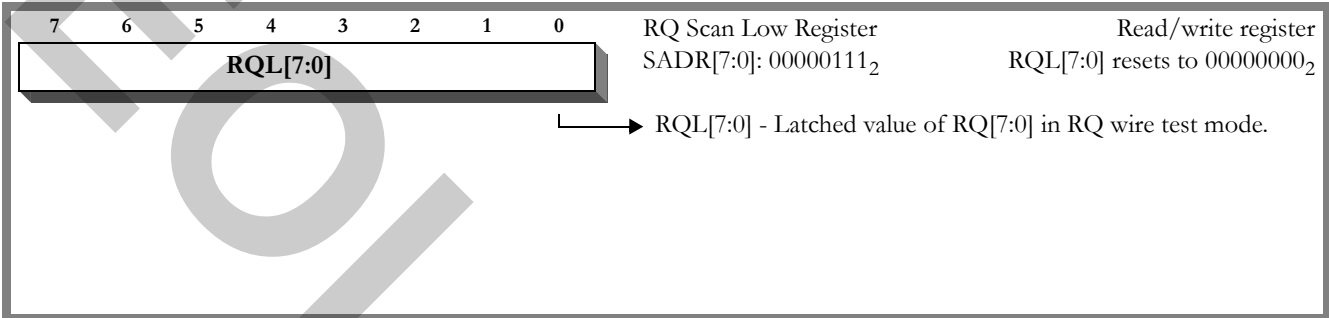 7 6 5 4 3 2 1 0
RQL[7:0]
RQ Scan Low Register Read/write register
SADR[7:0]: 00000111₂ RQL[7:0] resets to 00000000₂
RQL[7:0] - Latched value of RQ[7:0] in RQ wire test mode.